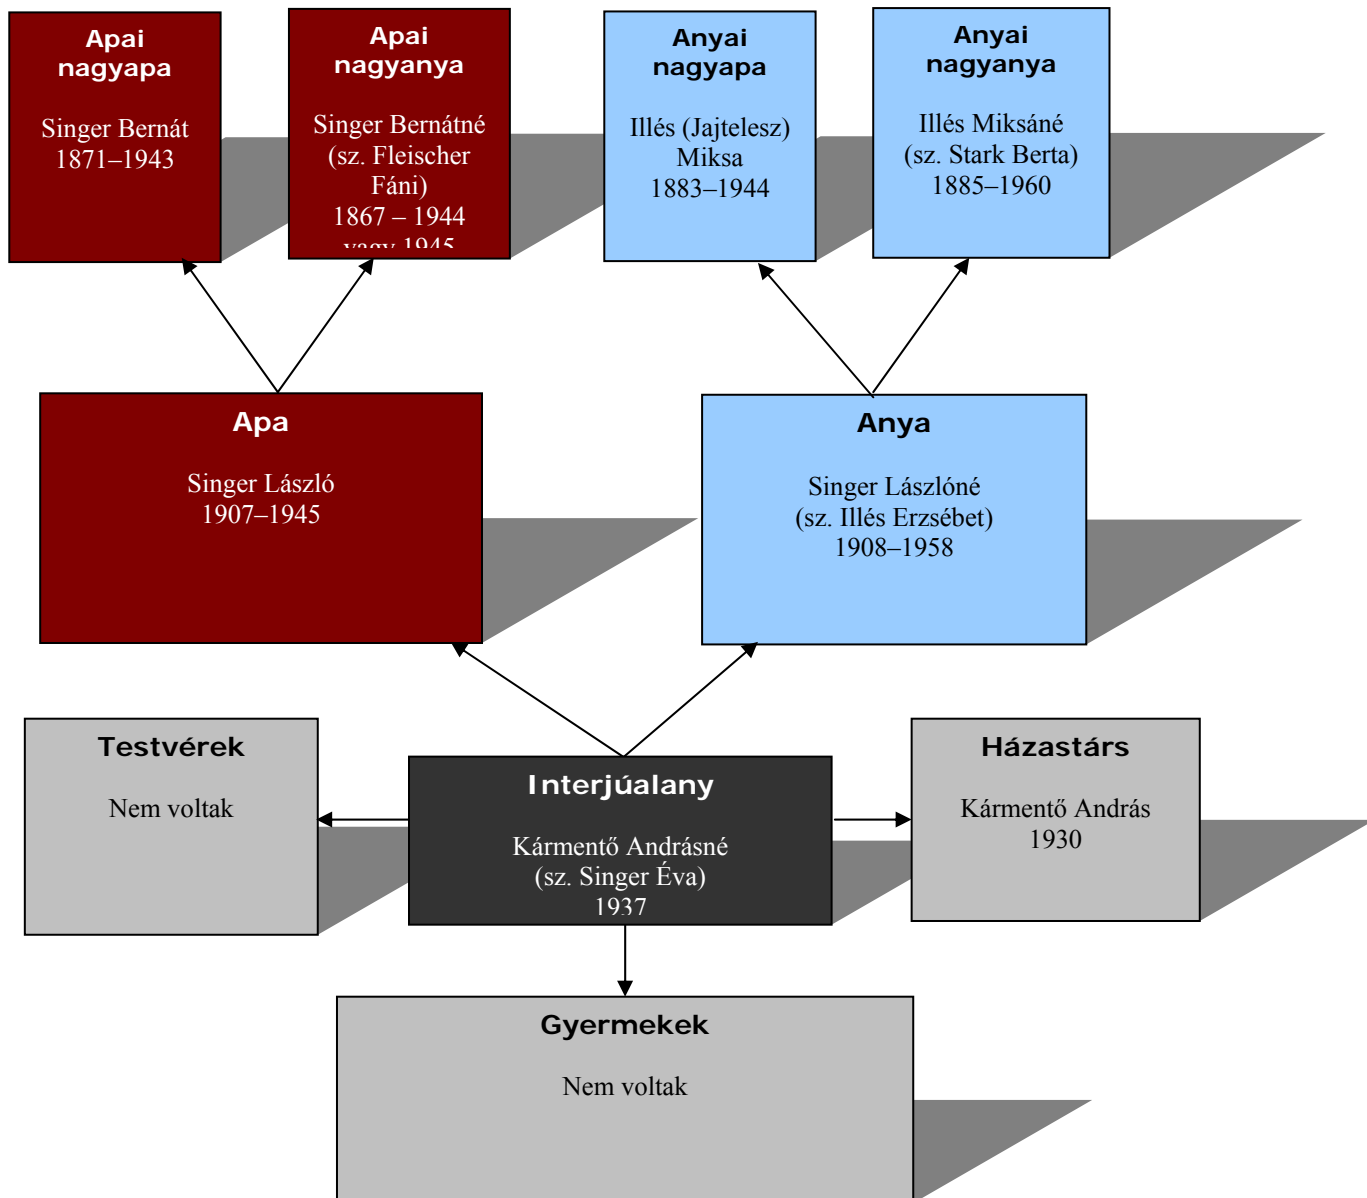 Apai
nagyapa
Singer Bernát
1871–1943
Apai
nagyanya
Singer Bernátné
(sz. Fleischer
Fáni)
1867 – 1944
vagy 1945
Anyai
nagyapa
Illés (Jajtelesz)
Miksa
1883–1944
Anyai
nagyanya
Illés Miksáné
(sz. Stark Berta)
1885–1960
Apa
Singer László
1907–1945
Anya
Singer Lászlóné
(sz. Illés Erzsébet)
1908–1958
Testvérek
Nem voltak
Interjúalany
Kármentő Andrásné
(sz. Singer Éva)
1937
Házastárs
Kármentő András
1930
Gyermekek
Nem voltak